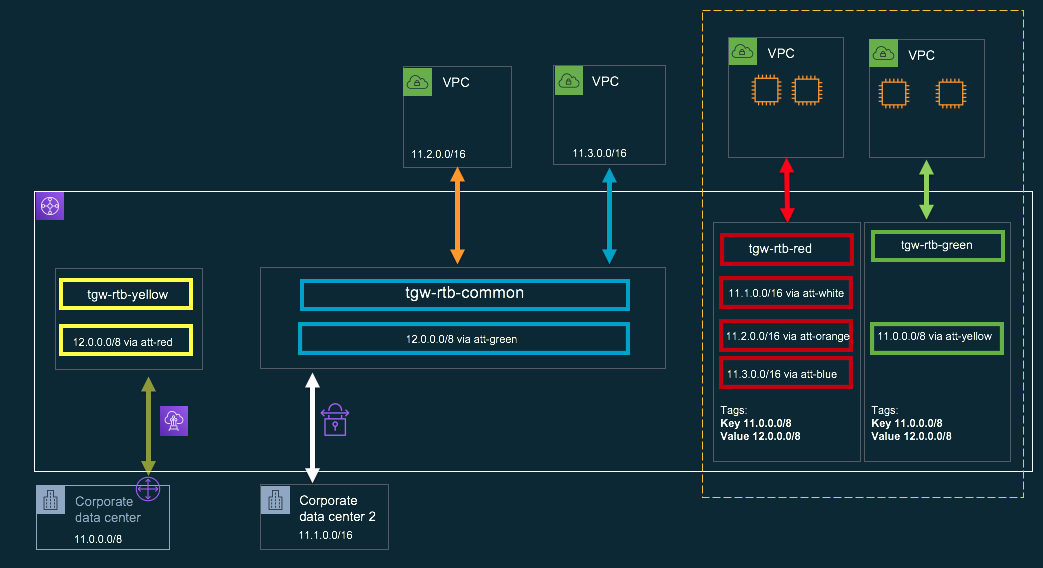 VPC
11.2.0.0/16
VPC
11.3.0.0/16
VPC
VPC
tgw-rtb-yellow
12.0.0.0/8 via att-red
tgw-rtb-common
12.0.0.0/8 via att-green
tgw-rtb-red
11.1.0.0/16 via att-white
11.2.0.0/16 via att-orange
11.3.0.0/16 via att-blue
Tags:
Key 11.0.0.0/8
Value 12.0.0.0/8
tgw-rtb-green
11.0.0.0/8 via att-yellow
Tags:
Key 11.0.0.0/8
Value 12.0.0.0/8
Corporate
data center
11.0.0.0/8
Corporate
data center 2
11.1.0.0/16